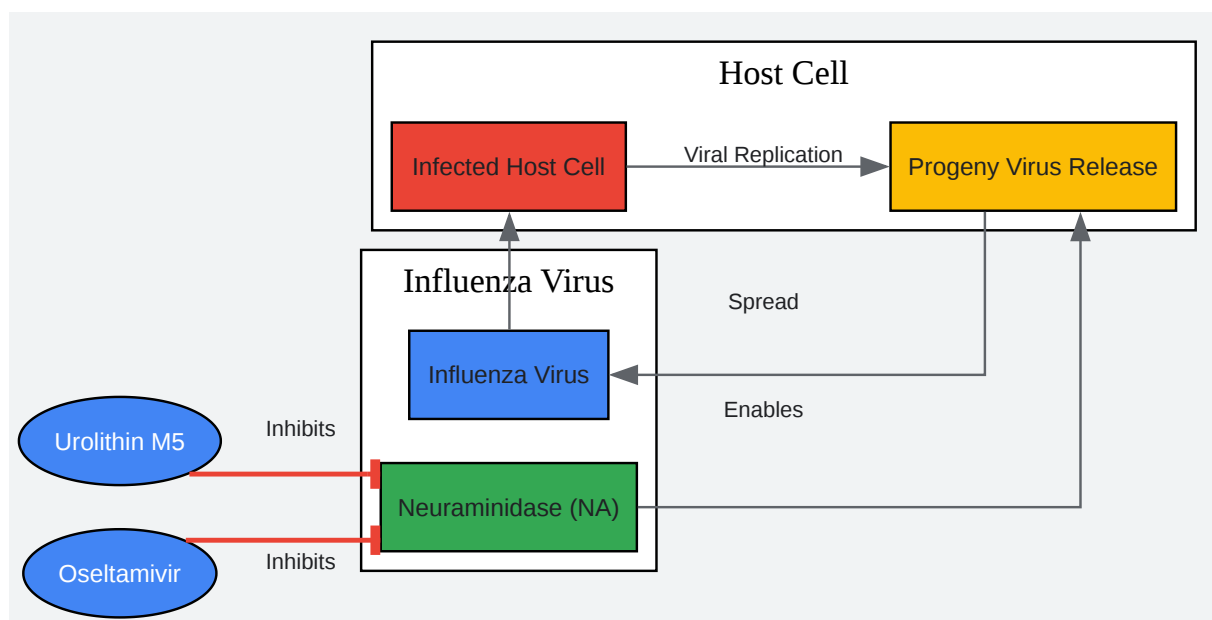 Host Cell
Infected Host Cell
Viral Replication
Progeny Virus Release
Influenza Virus
Spread
Influenza Virus
Enables
Urolithin M5
Inhibits
Neuraminidase (NA)
Oseltamivir
Inhibits